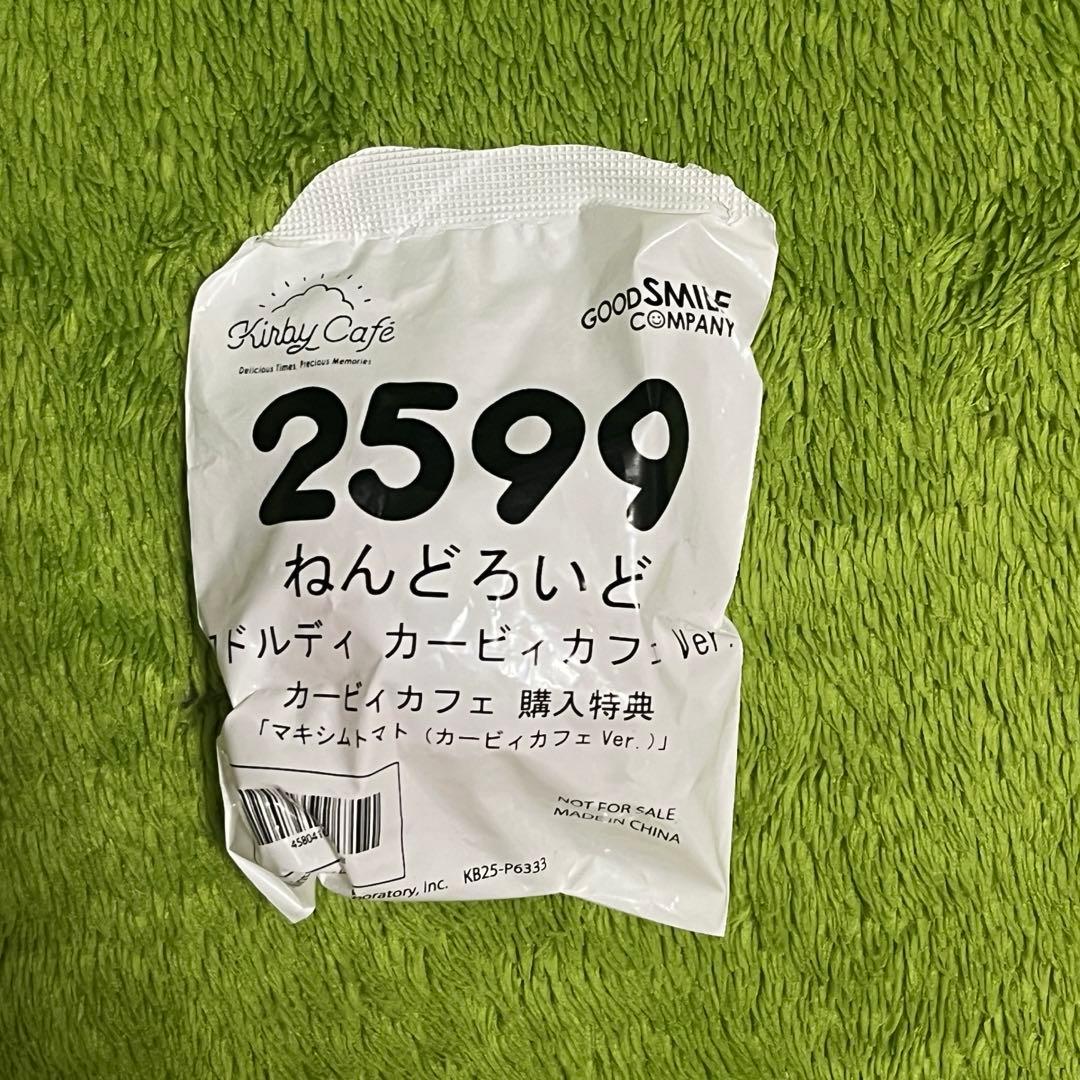 Kirby Café
Delicious Times, Precious Memories
GOOD SMILE
COMPANY
2599
ねんどろいど
ドルディ カービィカフェ Ver.
カービィカフェ 購入特典
「マキシムトマト (カービィカフェ Ver.)」
NOT FOR SALE
MADE IN CHINA
45804
oratory, Inc. KB25-P6333